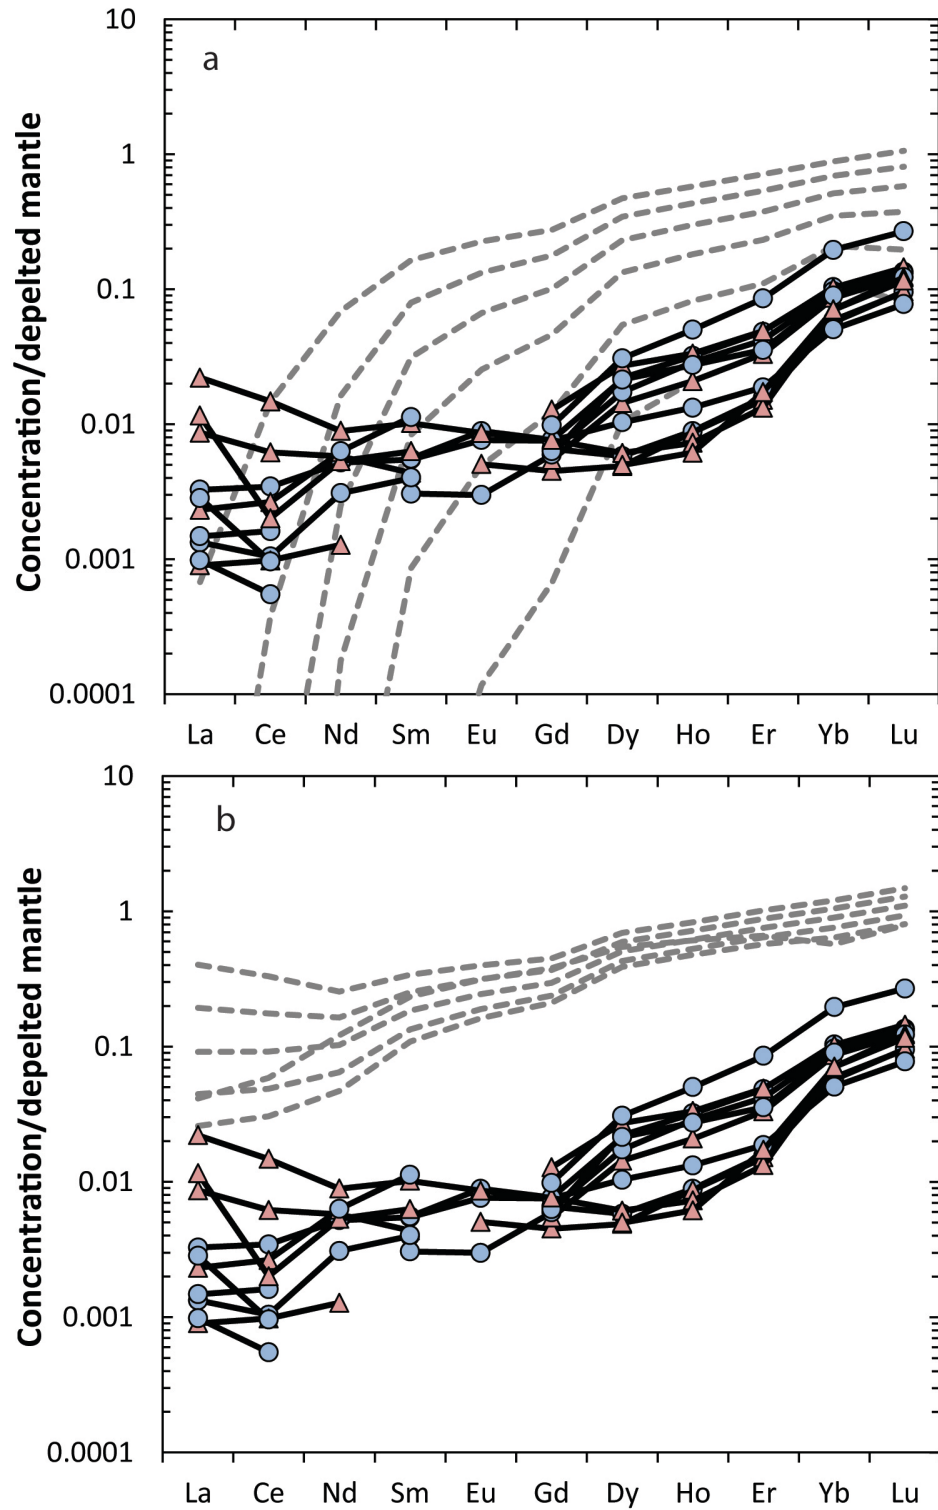 a
Concentration/depelted mantle
10
1
0.1
0.01
0.001
0.0001
La Ce Nd Sm Eu Gd Dy Ho Er Yb Lu
b
Concentration/depelted mantle
10
1
0.1
0.01
0.001
0.0001
La Ce Nd Sm Eu Gd Dy Ho Er Yb Lu